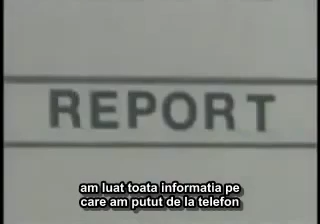 REPORT
am luat toata informatia pe
care am putut de la telefon